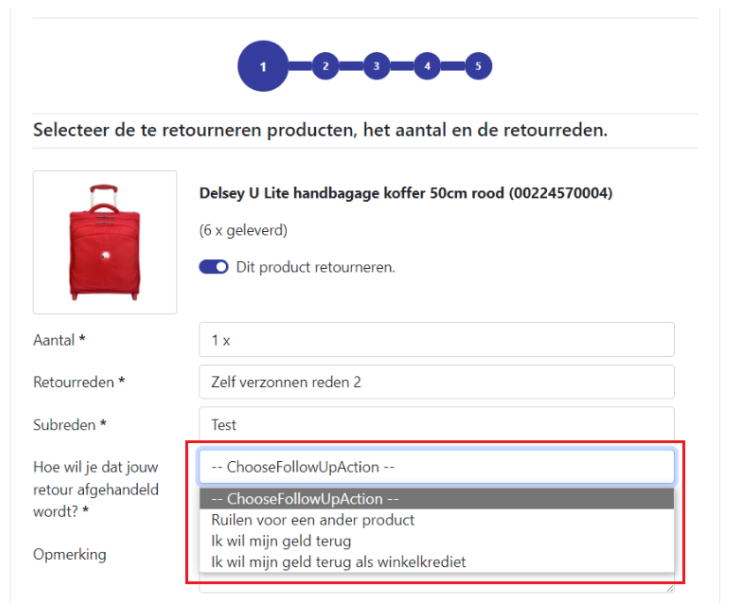 1 2 3 4 5
Selecteer de te retourneren producten, het aantal en de retourreden.
Delsey U Lite handbagage koffer 50cm rood (00224570004)
(6 x geleverd)
Dit product retourneren.
Aantal *
1 x
Retourreden *
Zelf verzonnen reden 2
Subreden *
Test
Hoe wil je dat jouw
retour afgehandeld
wordt? *
-- ChooseFollowUpAction --
-- ChooseFollowUpAction --
Ruilen voor een ander product
Ik wil mijn geld terug
Ik wil mijn geld terug als winkelkrediet
Opmerking